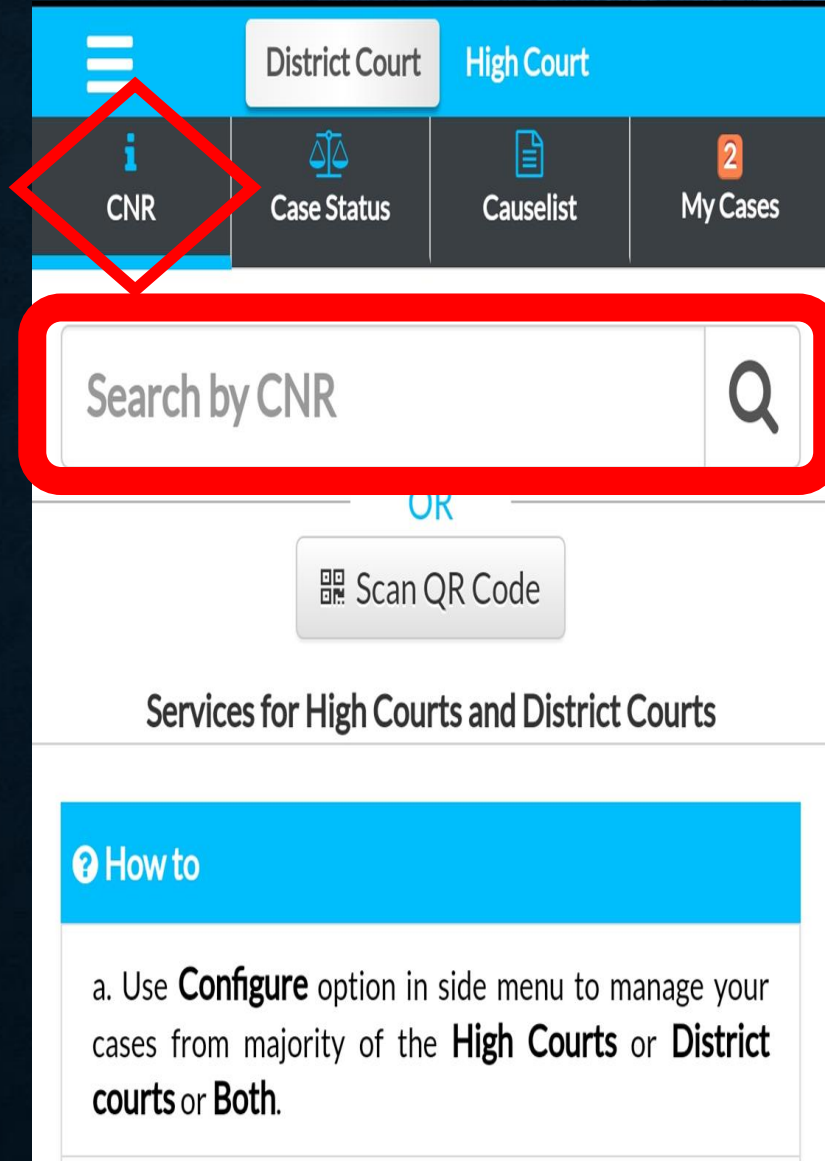 District Court High Court
i
CNR Case Status Causelist My Cases
2
Search by CNR
OR
Scan QR Code
Services for High Courts and District Courts
? How to
a. Use Configure option in side menu to manage your
cases from majority of the High Courts or District
courts or Both.